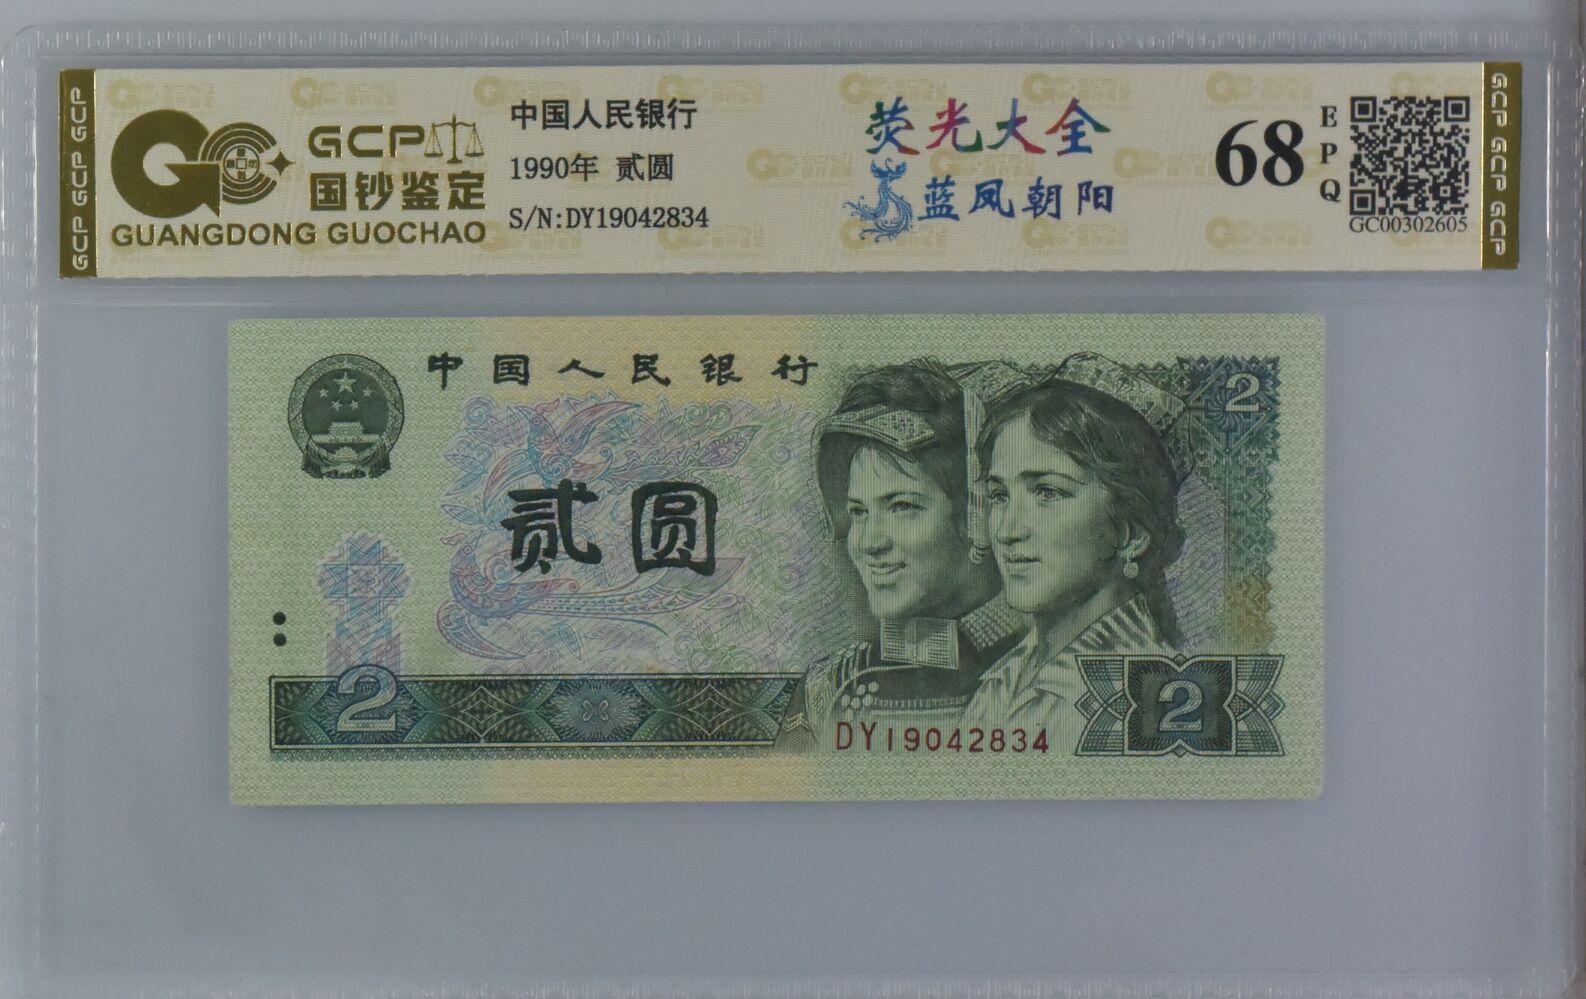 GCP GCP GCP
GCP
国钞鉴定
GUANGDONG GUOCHAO
中国人民银行
1990年 贰圆
S/N:DY19042834
荧光大全
蓝凤朝阳
68
EPQ
GC00302605
GCP GCP GCP
中国人民银行
2
贰圆
2
DY19042834
2